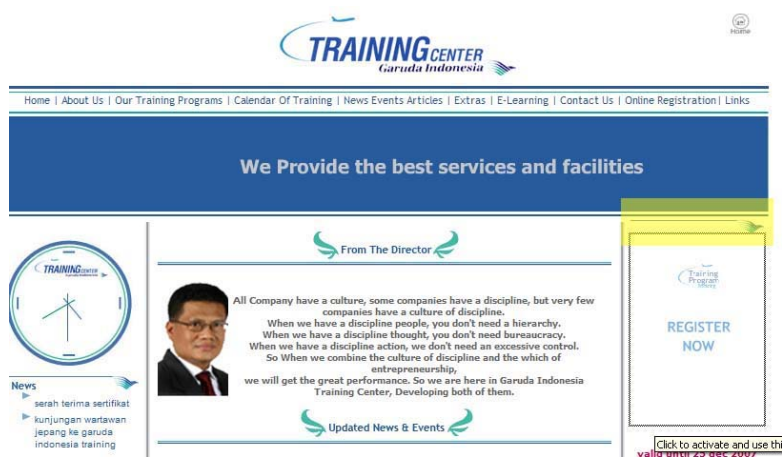 TRAINING CENTER
Garuda Indonesia
Home
Home | About Us | Our Training Programs | Calendar Of Training | News Events Articles | Extras | E-Learning | Contact Us | Online Registration | Links
We Provide the best services and facilities
TRAINING CENTER
News
serah terima sertifikat
kunjungan wartawan
jepang ke garuda
indonesia training
From The Director
All Company have a culture, some companies have a discipline, but very few
companies have a culture of discipline.
When we have a discipline people, you don't need a hierarchy.
When we have a discipline thought, you don't need bureaucracy.
When we have a discipline action, we don't need an excessive control.
So When we combine the culture of discipline and the which of
entrepreneurship,
we will get the great performance. So we are here in Garuda Indonesia
Training Center, Developing both of them.
Updated News & Events
Training
Program
REGISTER
NOW
Click to activate and use thi
valid until 25 dec 2007